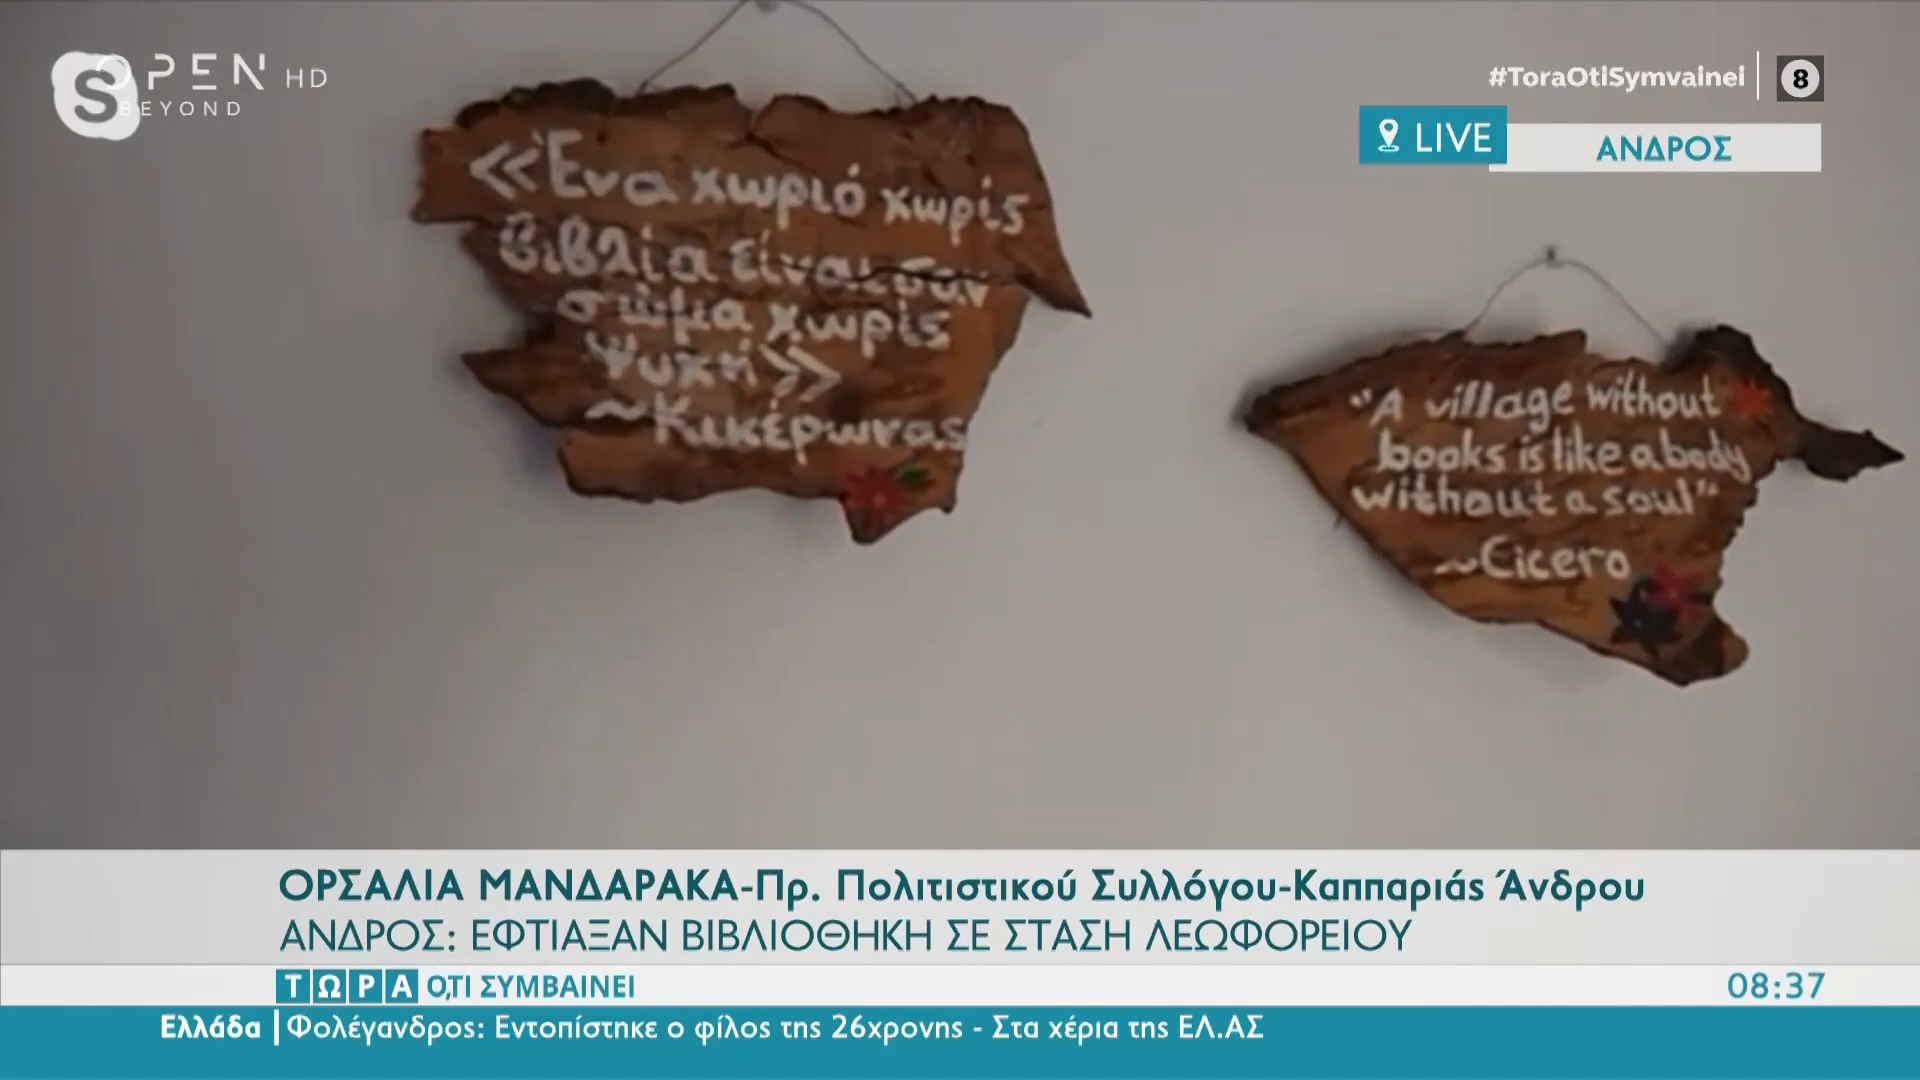 OPEN HD
BEYOND
#ToraOtiSymvainei
8
LIVE
ΑΝΔΡΟΣ
«Ένα χωριό χωρίς
βιβλία είναι σαν
σώμα χωρίς
ψυχή»
~Κικέρωνας
"A village without
books is like a body
without a soul"
~Cicero
ΟΡΣΑΛΙΑ ΜΑΝΔΑΡΑΚΑ-Πρ. Πολιτιστικού Συλλόγου-Καππαριάς Άνδρου
ΑΝΔΡΟΣ: ΕΦΤΙΑΞΑΝ ΒΙΒΛΙΟΘΗΚΗ ΣΕ ΣΤΑΣΗ ΛΕΩΦΟΡΕΙΟΥ
ΤΩΡΑ Ο,ΤΙ ΣΥΜΒΑΙΝΕΙ
08:37
Ελλάδα | Φολέγανδρος: Εντοπίστηκε ο φίλος της 26χρονης - Στα χέρια της ΕΛ.ΑΣ